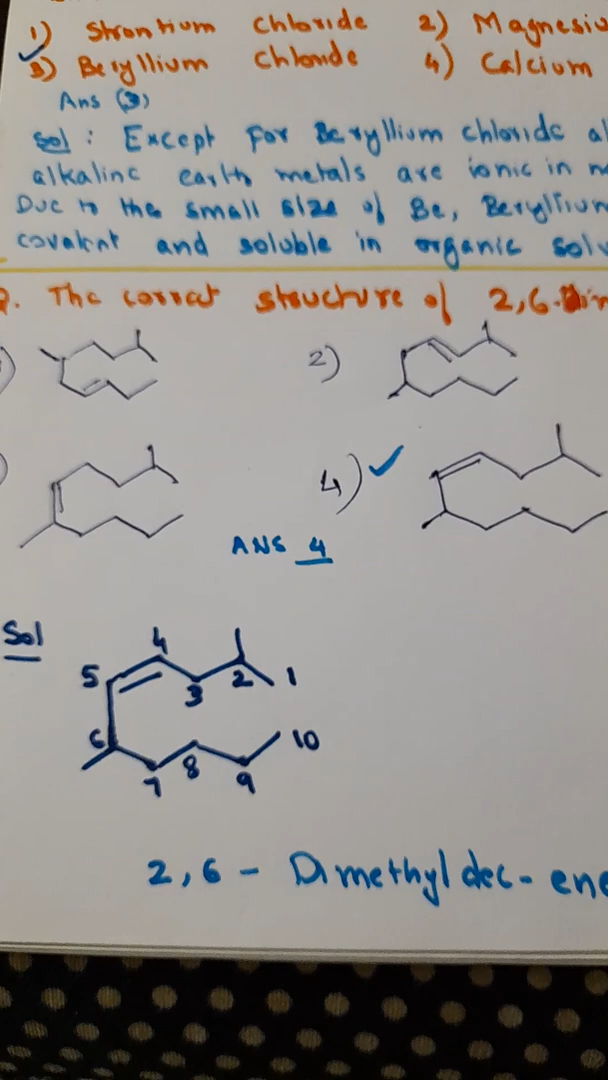 1) Strontium Chloride 2) Magnesiu
3) Beryllium Chloride 4) Calcium
Ans (3)
Sol : Except For Beryllium chloride al
alkaline earth metals are ionic in n
Due to the small size of Be, Beryllium
covalent and soluble in organic solv
Q. The correct structure of 2,6-Dim
) 2)
) 4)
ANS 4
Sol
4
5 2 1
3
6 10
8
7 9
2,6 - Dimethyl dec - ene